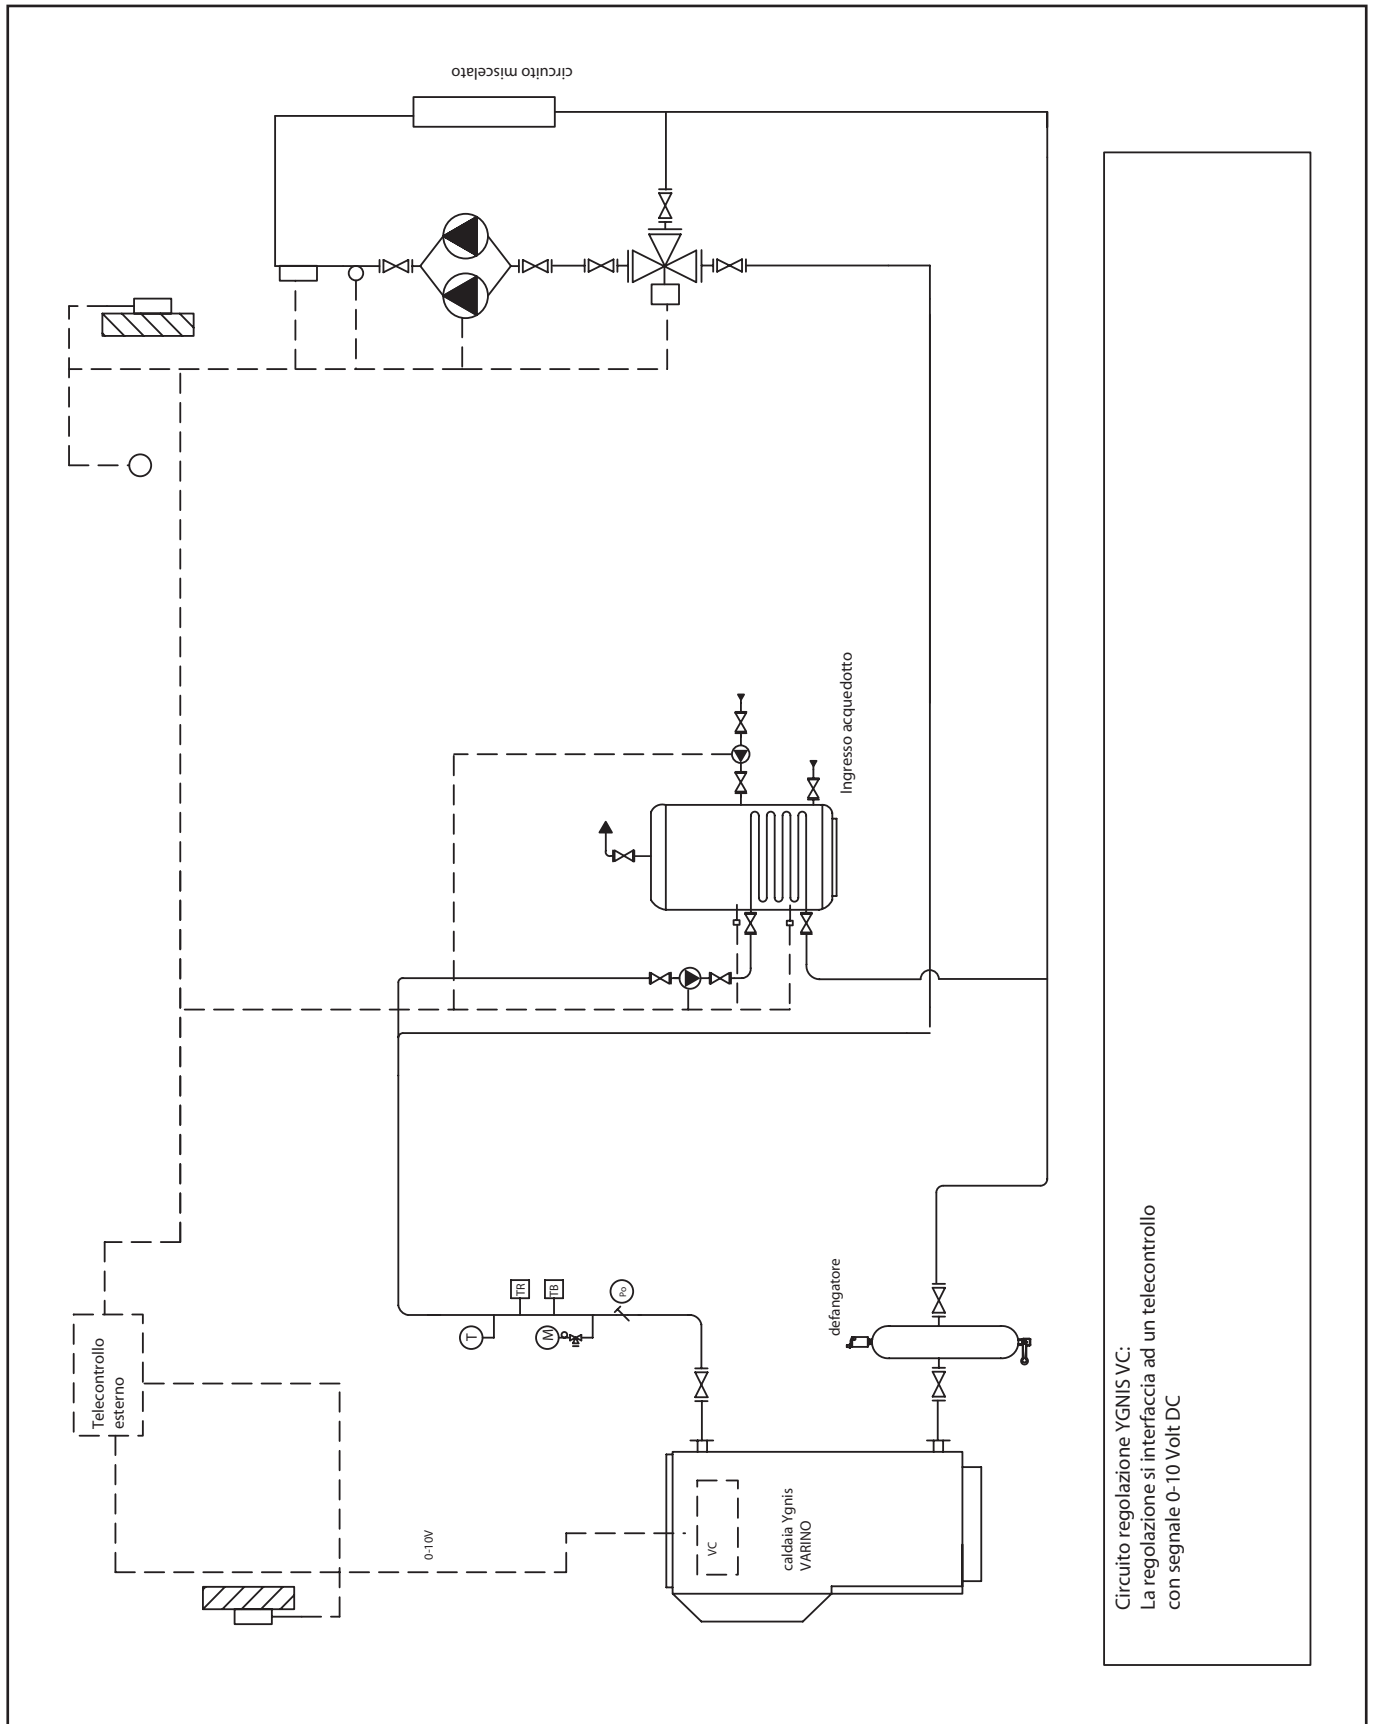 circuito miscelato
Ingresso acquedotto
Telecontrollo
esterno
TR
TB
T
M
Po
defangatore
0-10V
VC
caldaia Ygnis
VARINO
Circuito regolazione YGNIS VC:
La regolazione si interfaccia ad un telecontrollo
con segnale 0-10 Volt DC